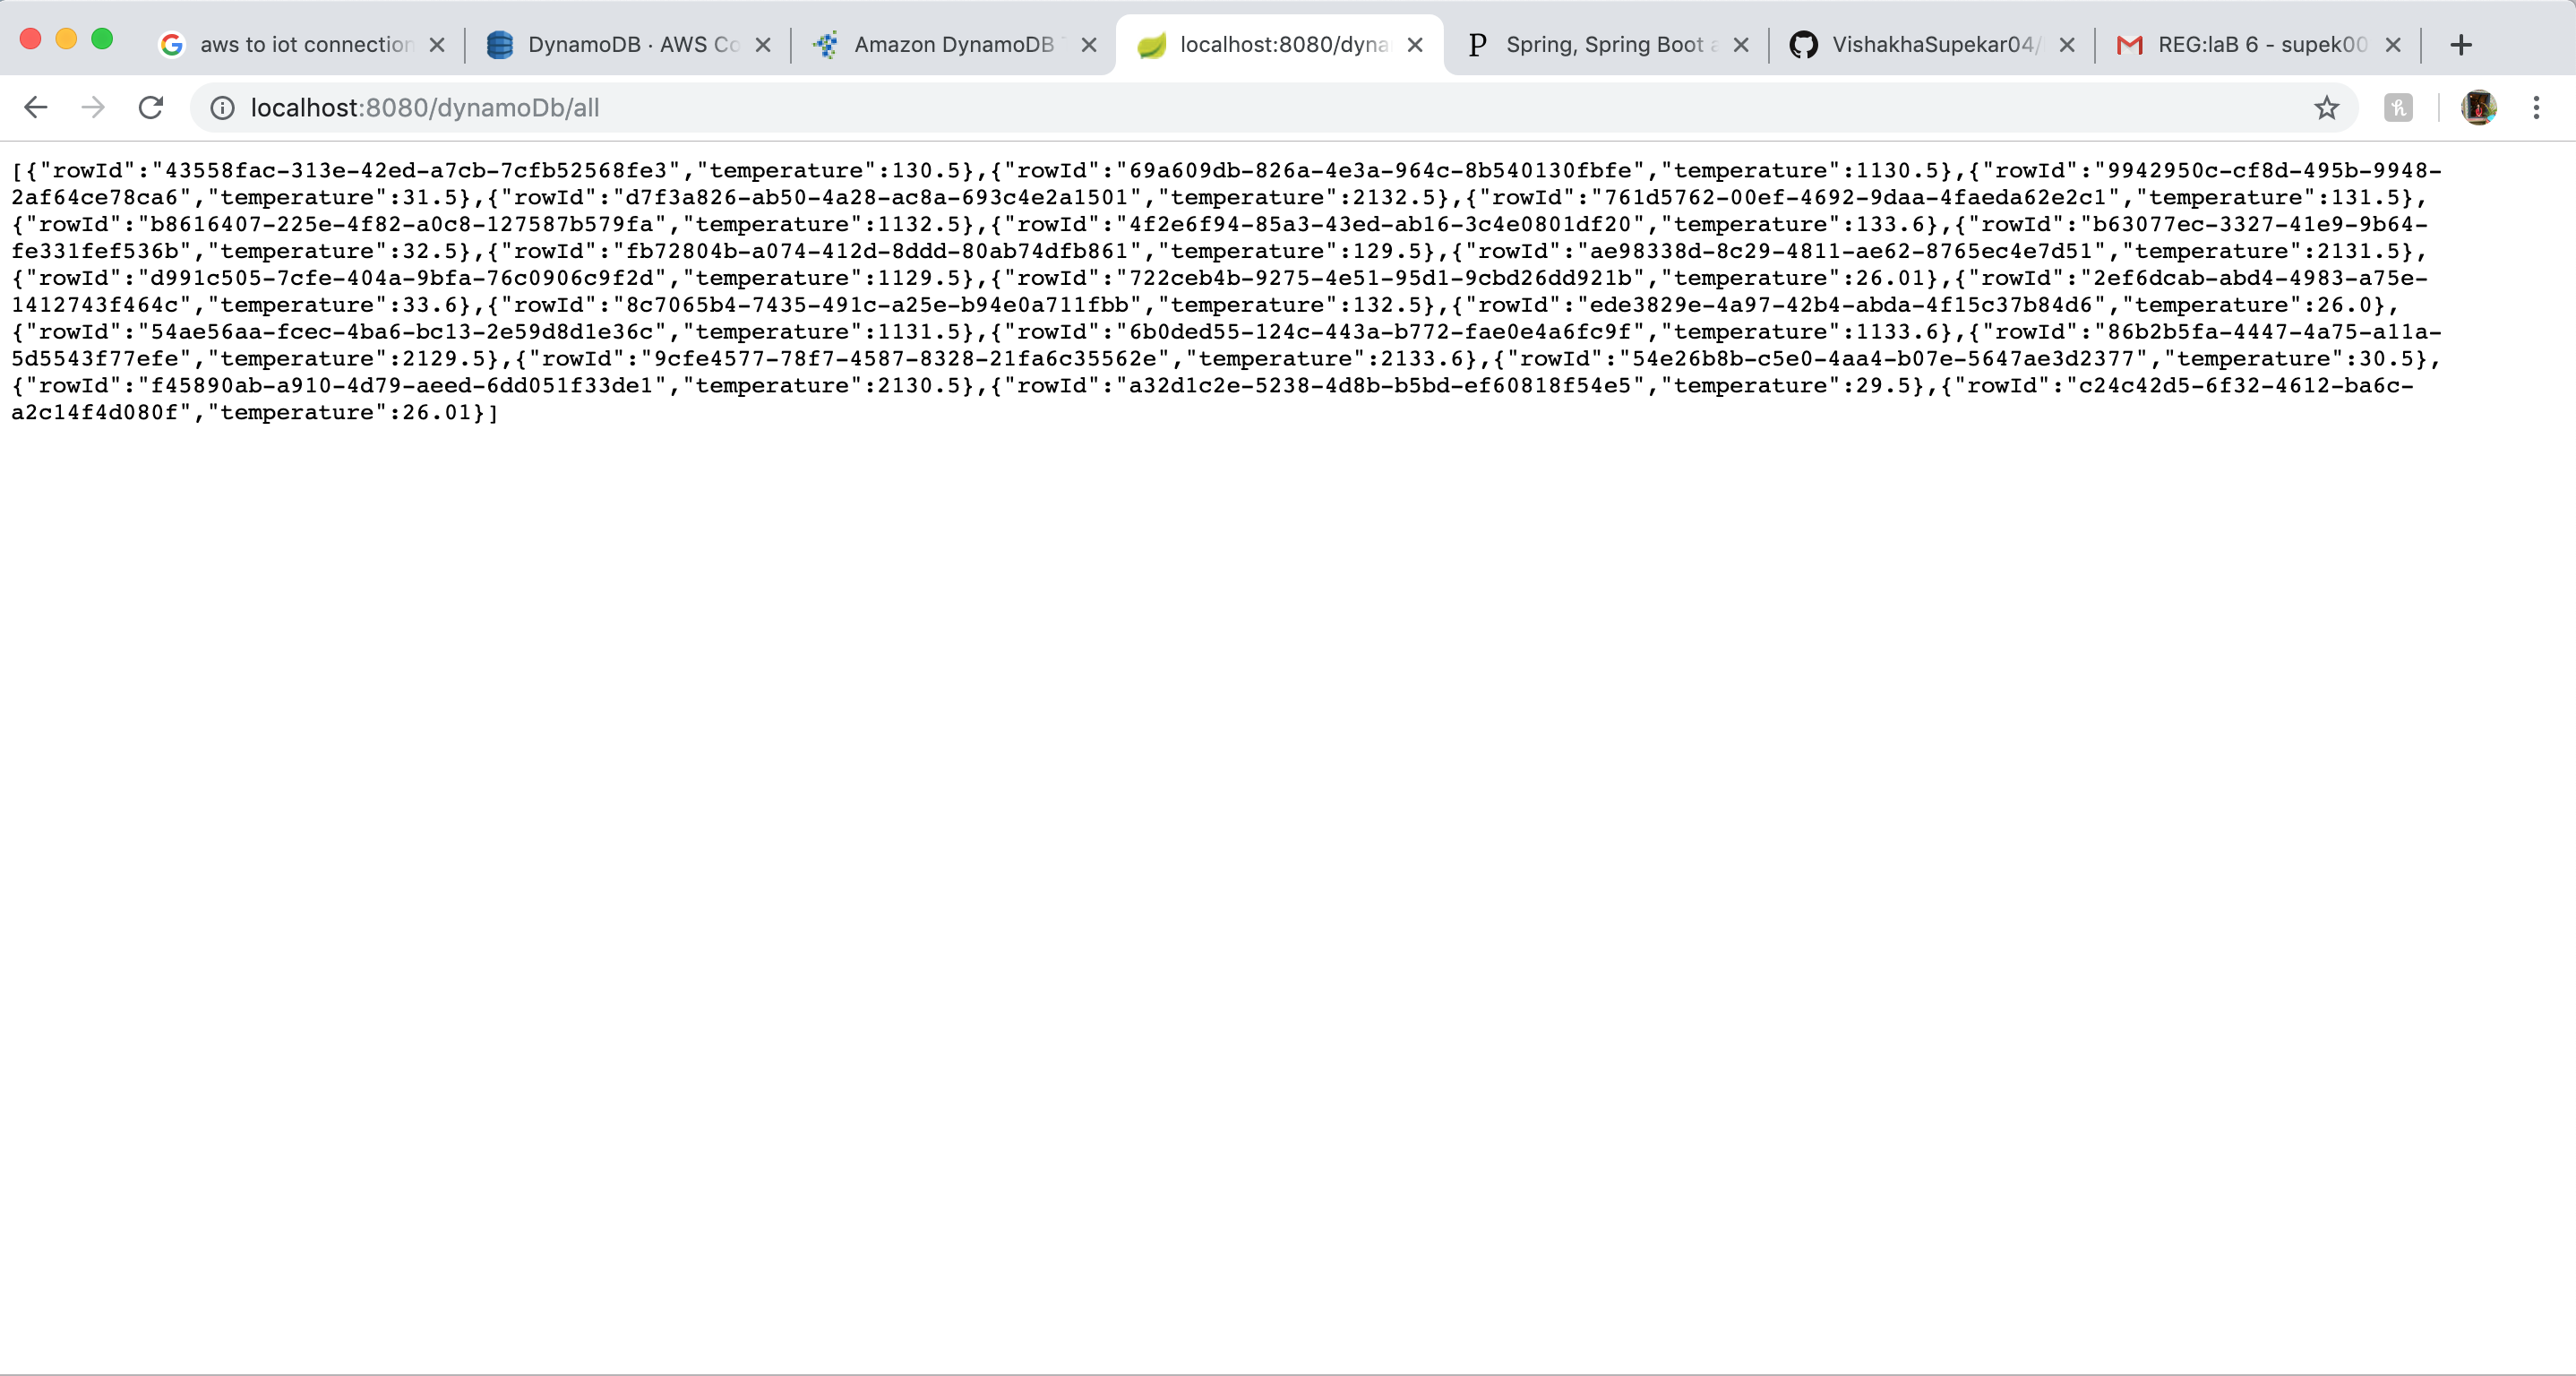 aws to iot connection
DynamoDB · AWS Co
Amazon DynamoDB
localhost:8080/dyna
Spring, Spring Boot a
VishakhaSupekar04/
REG:laB 6 - supek00
localhost:8080/dynamoDb/all
[{"rowId":"43558fac-313e-42ed-a7cb-7cfb52568fe3","temperature":130.5},{"rowId":"69a609db-826a-4e3a-964c-8b540130fbfe","temperature":1130.5},{"rowId":"9942950c-cf8d-495b-9948-
2af64ce78ca6","temperature":31.5},{"rowId":"d7f3a826-ab50-4a28-ac8a-693c4e2a1501","temperature":2132.5},{"rowId":"761d5762-00ef-4692-9daa-4faeda62e2c1","temperature":131.5},
{"rowId":"b8616407-225e-4f82-a0c8-127587b579fa","temperature":1132.5},{"rowId":"4f2e6f94-85a3-43ed-ab16-3c4e0801df20","temperature":133.6},{"rowId":"b63077ec-3327-41e9-9b64-
fe331fef536b","temperature":32.5},{"rowId":"fb72804b-a074-412d-8ddd-80ab74dfb861","temperature":129.5},{"rowId":"ae98338d-8c29-4811-ae62-8765ec4e7d51","temperature":2131.5},
{"rowId":"d991c505-7cfe-404a-9bfa-76c0906c9f2d","temperature":1129.5},{"rowId":"722ceb4b-9275-4e51-95d1-9cbd26dd921b","temperature":26.01},{"rowId":"2ef6dcab-abd4-4983-a75e-
1412743f464c","temperature":33.6},{"rowId":"8c7065b4-7435-491c-a25e-b94e0a711fbb","temperature":132.5},{"rowId":"ede3829e-4a97-42b4-abda-4f15c37b84d6","temperature":26.0},
{"rowId":"54ae56aa-fcec-4ba6-bc13-2e59d8d1e36c","temperature":1131.5},{"rowId":"6b0ded55-124c-443a-b772-fae0e4a6fc9f","temperature":1133.6},{"rowId":"86b2b5fa-4447-4a75-a11a-
5d5543f77efe","temperature":2129.5},{"rowId":"9cfe4577-78f7-4587-8328-21fa6c35562e","temperature":2133.6},{"rowId":"54e26b8b-c5e0-4aa4-b07e-5647ae3d2377","temperature":30.5},
{"rowId":"f45890ab-a910-4d79-aeed-6dd051f33de1","temperature":2130.5},{"rowId":"a32d1c2e-5238-4d8b-b5bd-ef60818f54e5","temperature":29.5},{"rowId":"c24c42d5-6f32-4612-ba6c-
a2c14f4d080f","temperature":26.01}]